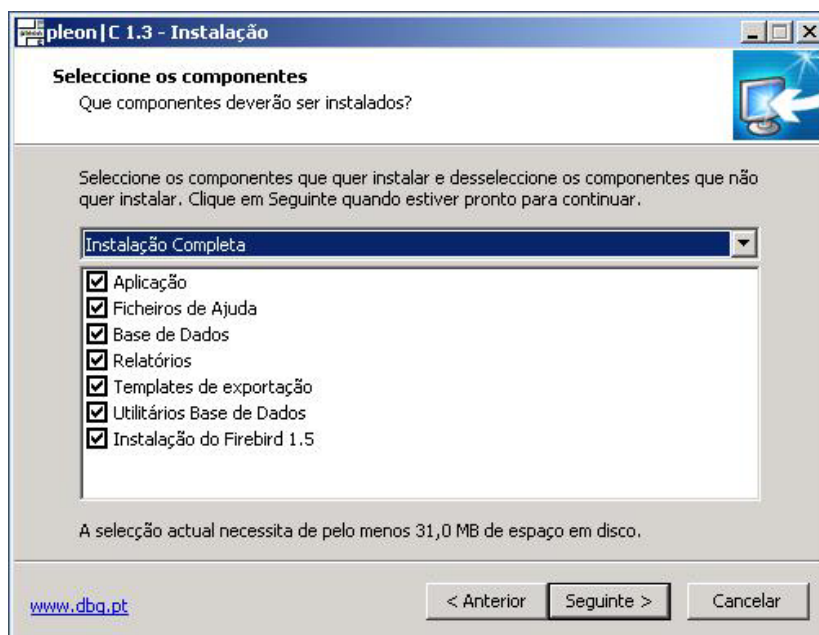 pleon|C 1.3 - Instalação
Seleccione os componentes
Que componentes deverão ser instalados?
Seleccione os componentes que quer instalar e desseleccione os componentes que não
quer instalar. Clique em Seguinte quando estiver pronto para continuar.
Instalação Completa
Aplicação
Ficheiros de Ajuda
Base de Dados
Relatórios
Templates de exportação
Utilitários Base de Dados
Instalação do Firebird 1.5
A selecção actual necessita de pelo menos 31,0 MB de espaço em disco.
www.dbg.pt
< Anterior
Seguinte >
Cancelar